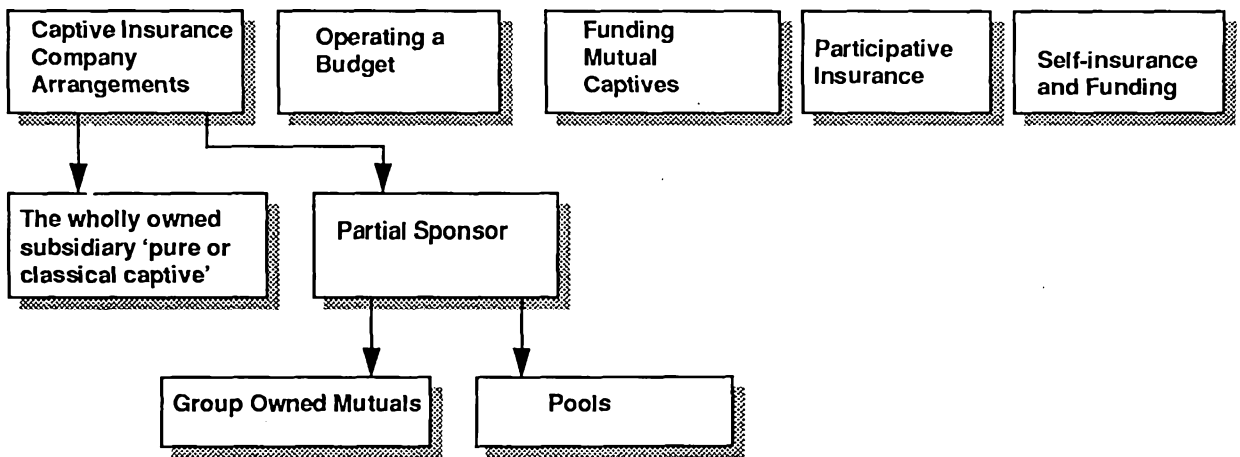 Captive Insurance
Company
Arrangements
Operating a
Budget
Funding
Mutual
Captives
Participative
Insurance
Self-insurance
and Funding
The wholly owned
subsidiary ‘pure or
classical captive’
Partial Sponsor
Group Owned Mutuals
Pools